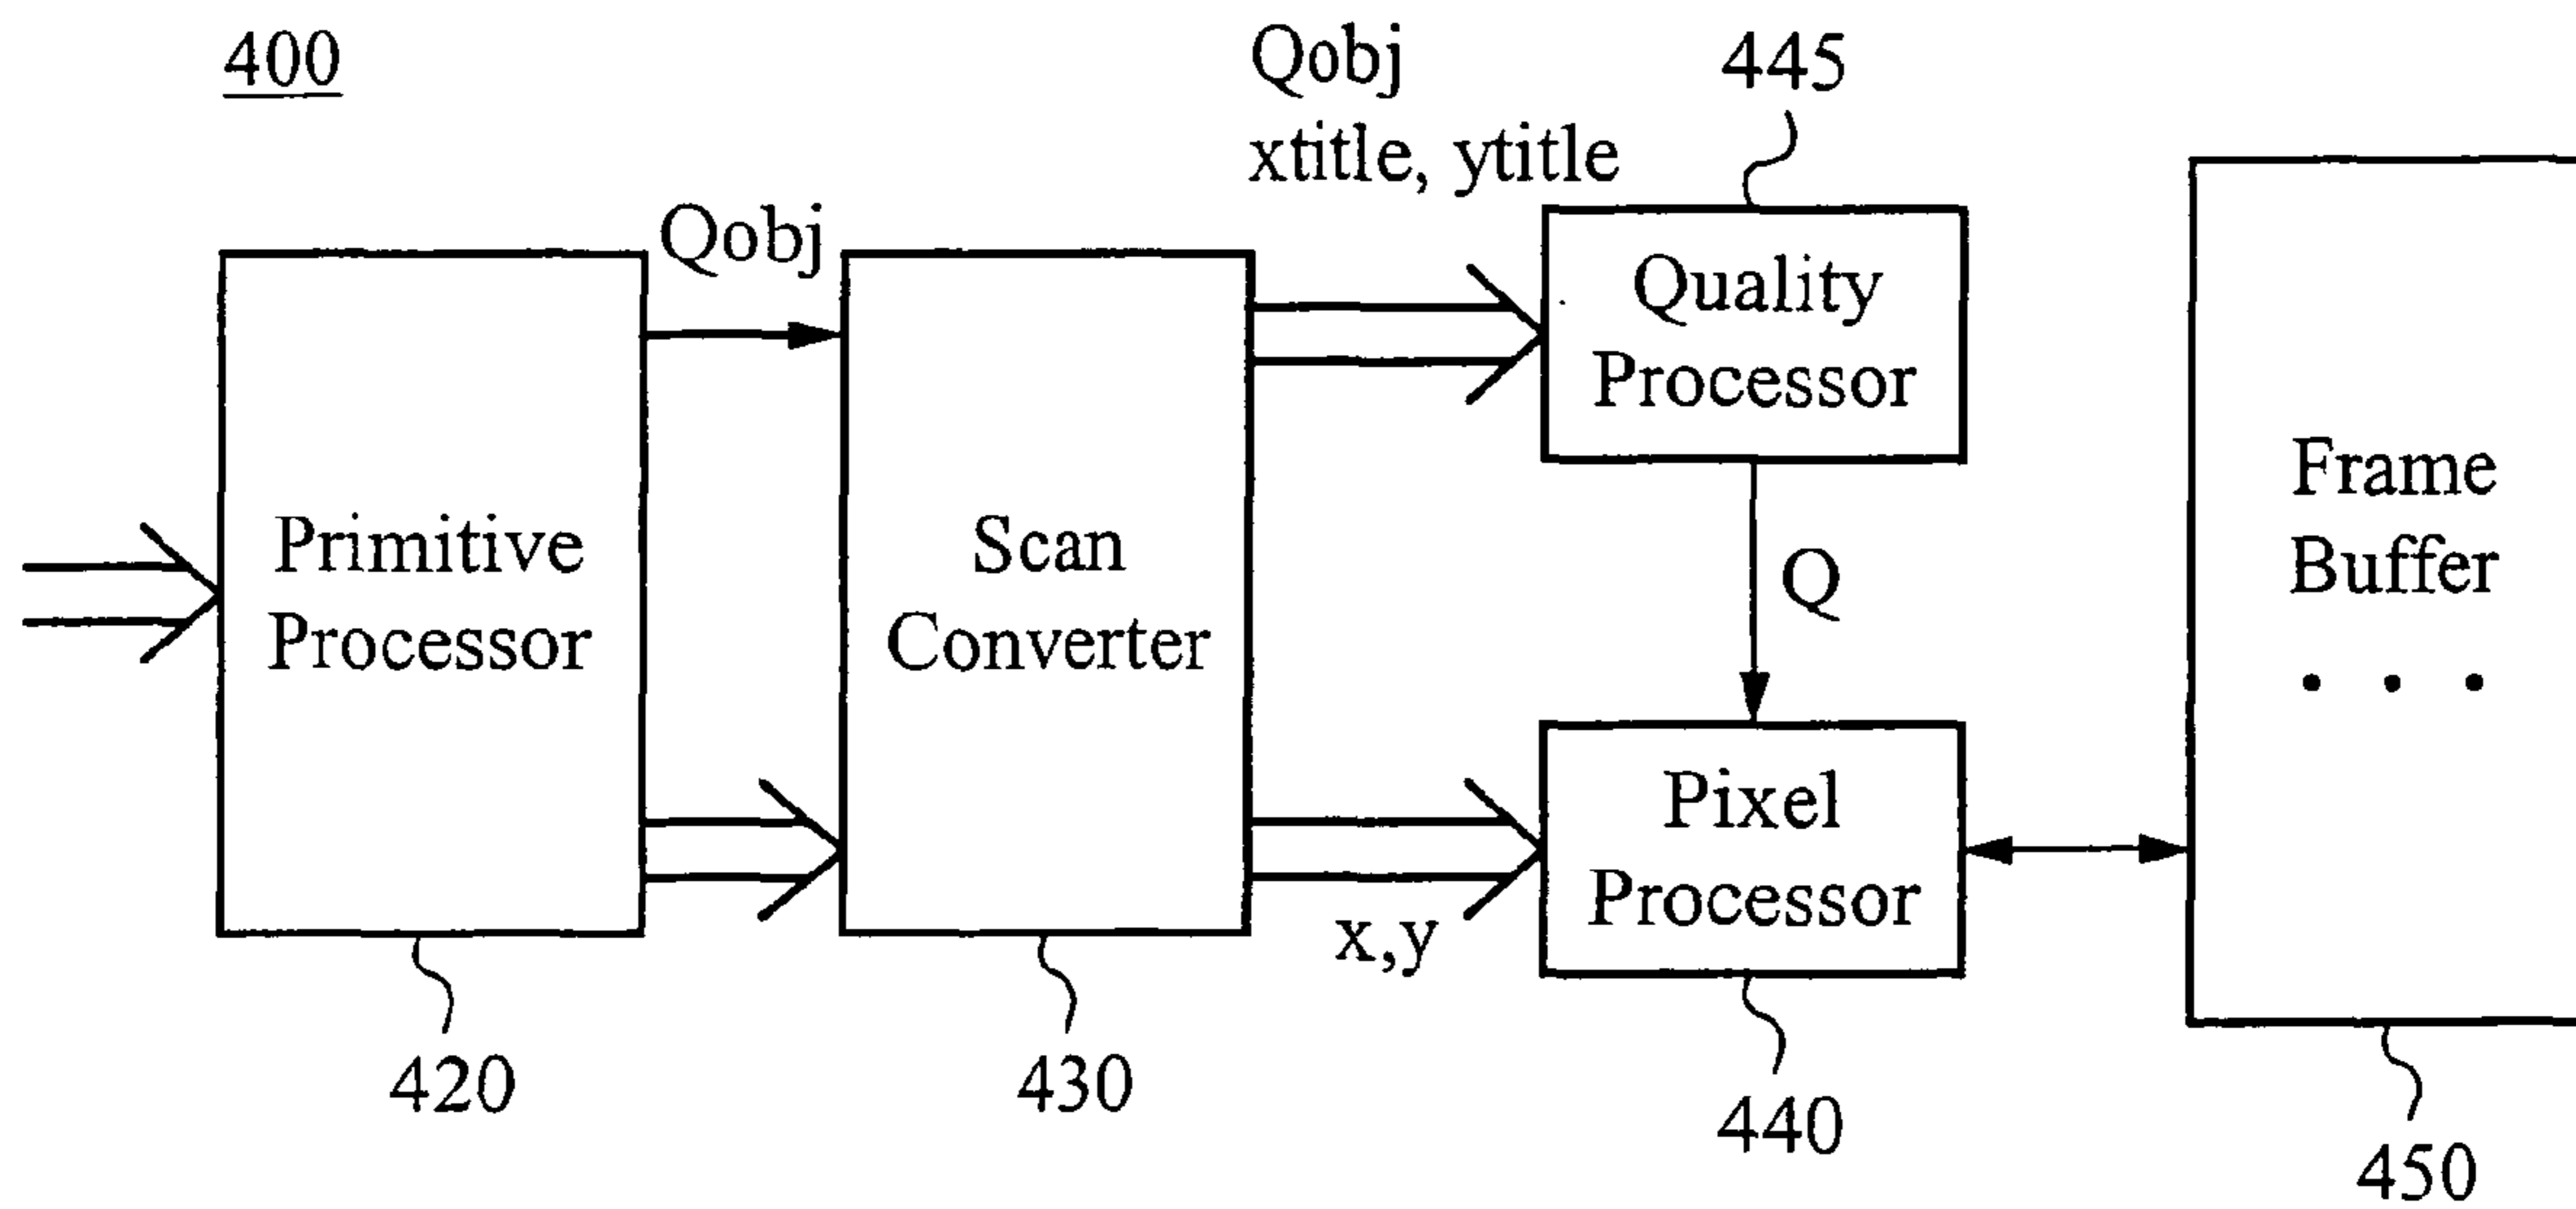 400
Qobj
xtitle, ytitle
445
Qobj
Quality
Processor
Primitive
Processor
Scan
Converter
Q
Frame
Buffer
. . .
Pixel
Processor
x,y
420
430
440
450